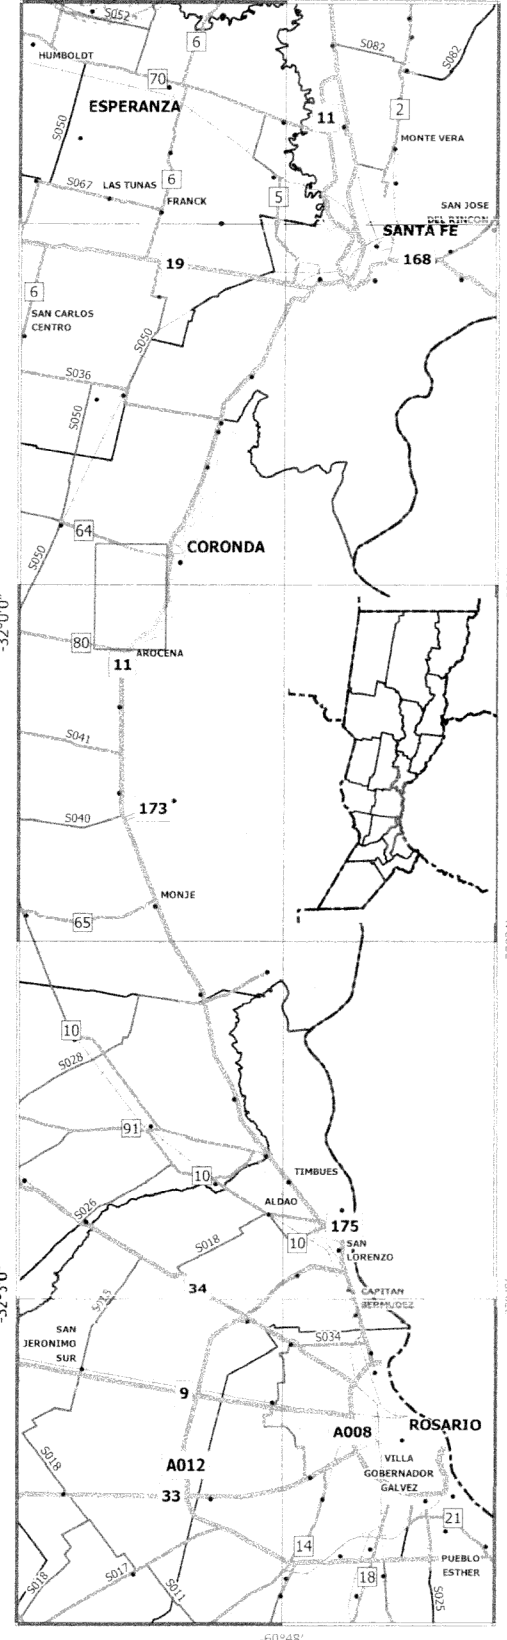 S052
6
HUMBOLDT
S082
S082
70
ESPERANZA
2
11
S050
MONTE VERA
S067
LAS TUNAS
6
FRANCK
5
SAN JOSE
DEL RINCON
SANTA FE
19
168
6
SAN CARLOS
CENTRO
S050
S036
S050
64
CORONDA
S050
-32°0'0"
80
AROCENA
11
S041
173
S040
MONJE
65
10
S028
91
10
TIMBUES
ALDAO
S026
175
S018
10
SAN
LORENZO
34
CAPITAN
BERMUDEZ
SAN
JERONIMO
SUR
S034
9
ROSARIO
A008
S018
A012
VILLA
GOBERNADOR
GALVEZ
33
21
14
PUEBLO
ESTHER
S018
S017
S011
18
S025
-60°48'